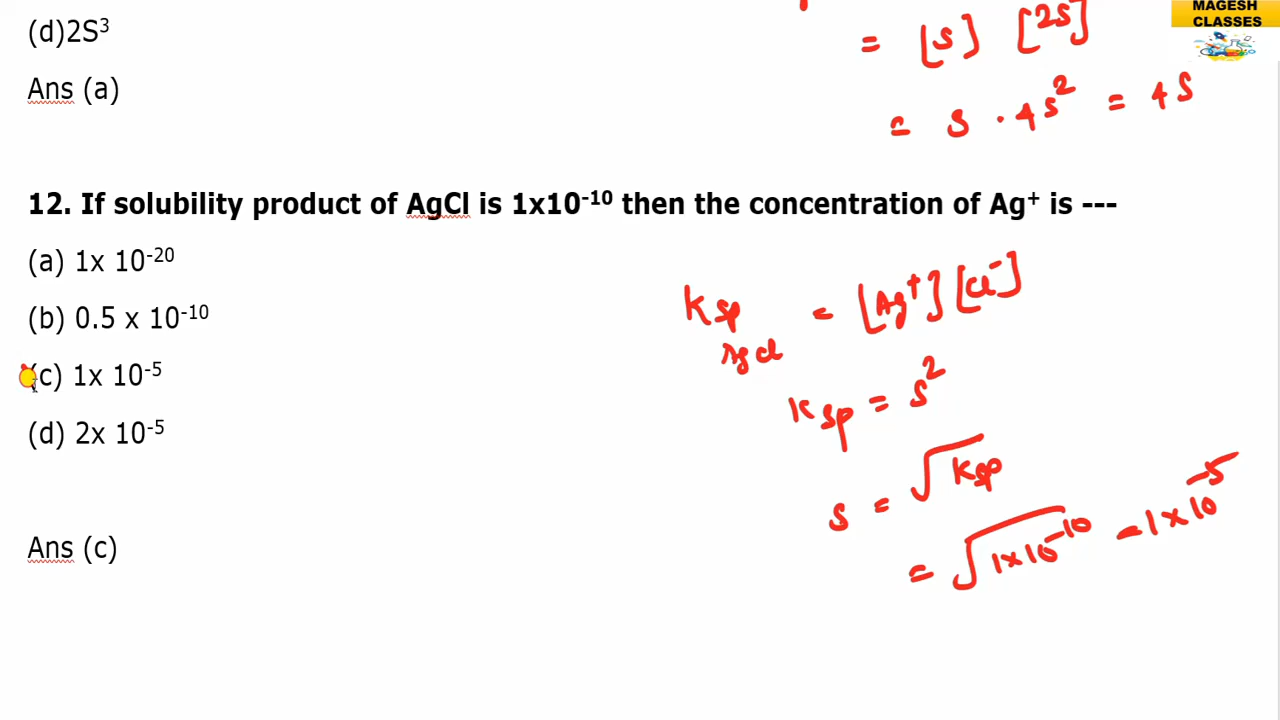 MAGESH
CLASSES
(d)2S³
= [S] [2S]
Ans (a)
= S . 4S² = 4S
12. If solubility product of AgCl is 1x10⁻¹⁰ then the concentration of Ag⁺ is ---
(a) 1x 10⁻²⁰
(b) 0.5 x 10⁻¹⁰
(c) 1x 10⁻⁵
(d) 2x 10⁻⁵
Ans (c)
Ksp = [Ag⁺] [Cl⁻]
AgCl
Ksp = S²
S = √Ksp
= √1x10⁻¹⁰ = 1x10⁻⁵